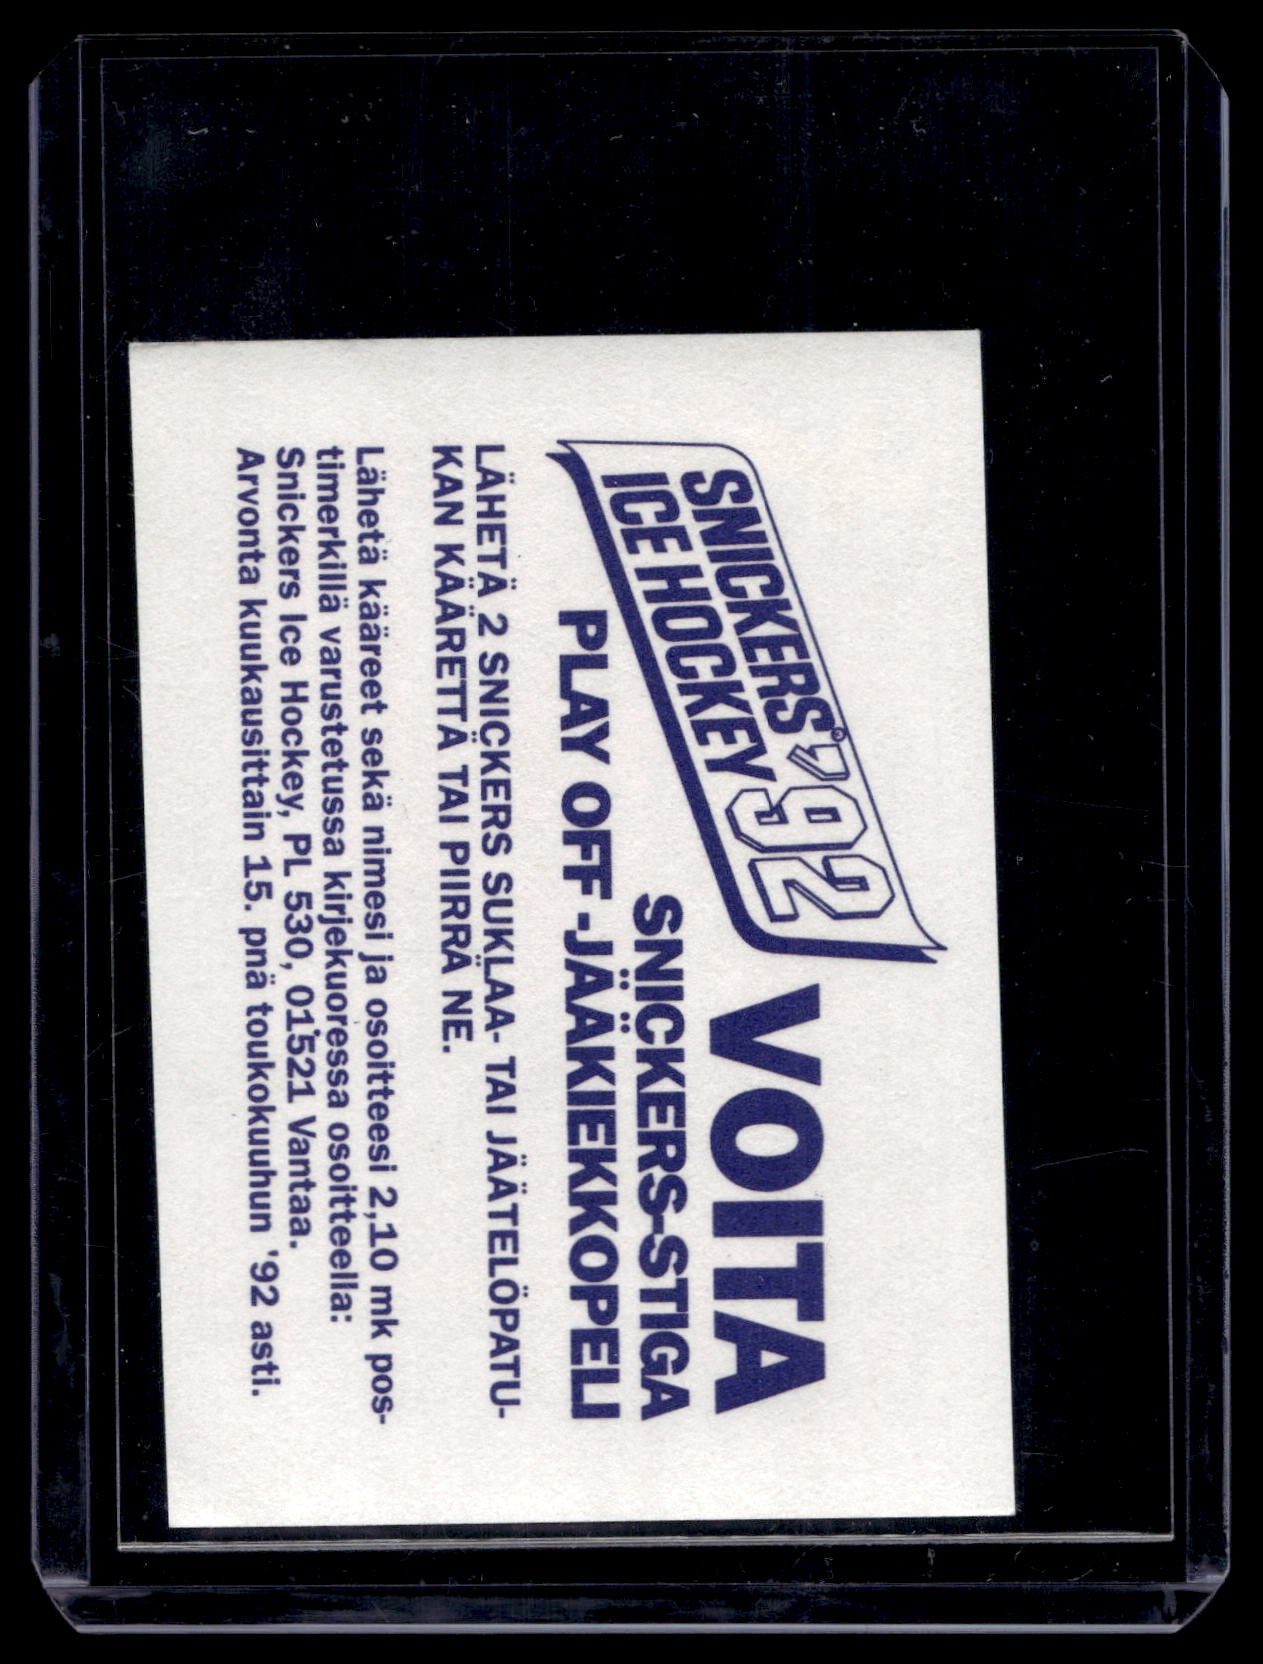 SNICKERS® '92
ICE HOCKEY
VOITA
SNICKERS-STIGA
PLAY OFF -JÄÄKIEKKOPELI
LÄHETÄ 2 SNICKERS SUKLAA- TAI JÄÄTELÖPATU-
KAN KÄÄRETTÄ TAI PIIRRÄ NE.
Lähetä kääreet sekä nimesi ja osoitteesi 2,10 mk pos-
timerkillä varustetussa kirjekuoressa osoitteella:
Snickers Ice Hockey, PL 530, 01521 Vantaa.
Arvonta kuukausittain 15. pnä toukokuuhun '92 asti.